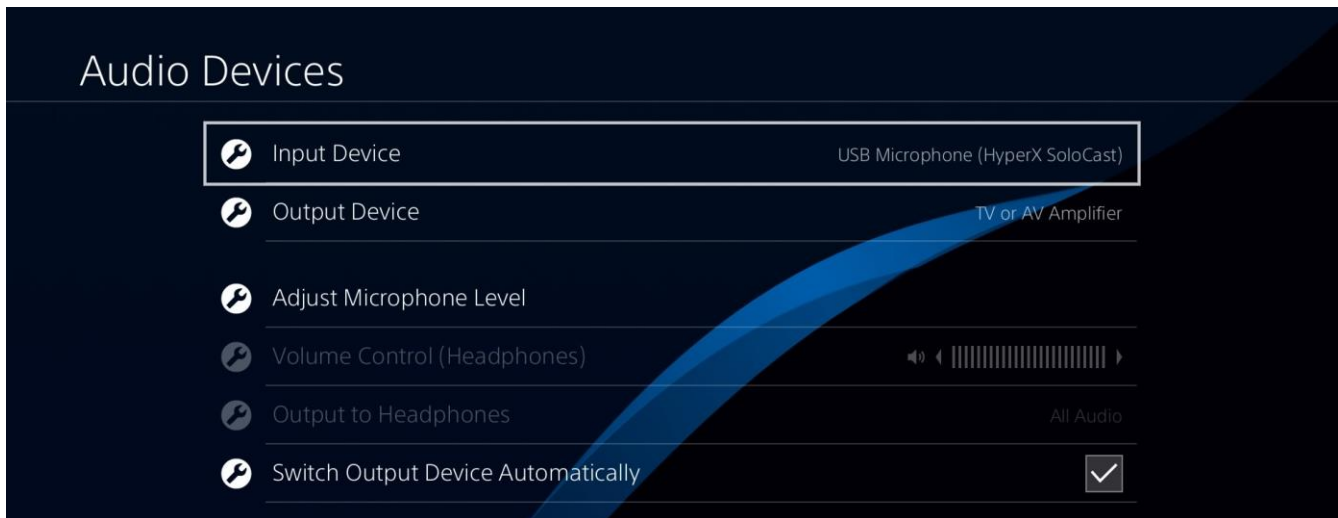 Audio Devices
Input Device USB Microphone (HyperX SoloCast)
Output Device TV or AV Amplifier
Adjust Microphone Level
Volume Control (Headphones)
Output to Headphones All Audio
Switch Output Device Automatically